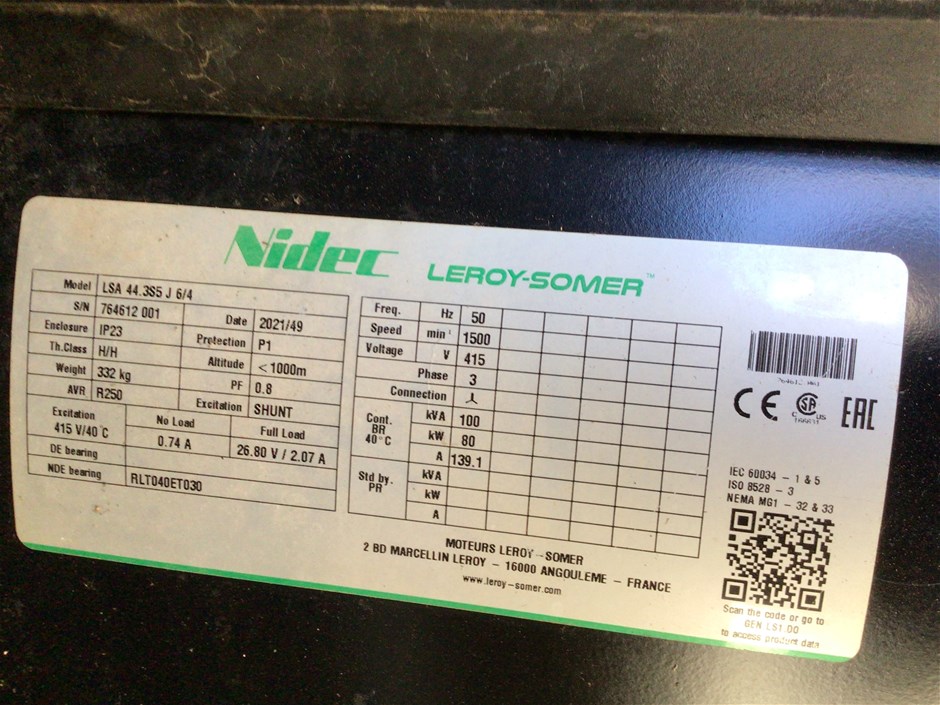 Nidec LEROY-SOMER™
Model LSA 44.3S5 J 6/4
S/N 764612 001 Date 2021/49
Enclosure IP23 Protection P1
Th.Class H/H Altitude < 1000m
Weight 332 kg PF 0.8
AVR R250 Excitation SHUNT
Excitation No Load Full Load
415 V/40°C 0.74 A 26.80 V / 2.07 A
DE bearing
NDE bearing RLT040ET030
Freq. Hz 50
Speed min⁻¹ 1500
Voltage V 415
Phase 3
Connection
Cont. BR 40°C kVA 100
kW 80
A 139.1
Std by. PR kVA
kW
A
MOTEURS LEROY-SOMER
2 BD MARCELLIN LEROY - 16000 ANGOULEME - FRANCE
www.leroy-somer.com
CE SA C US EAC
IEC 60034 - 1 & 5
ISO 8528 - 3
NEMA MG1 - 32 & 33
Scan the code or go to
GEN LS1 00
to access product data